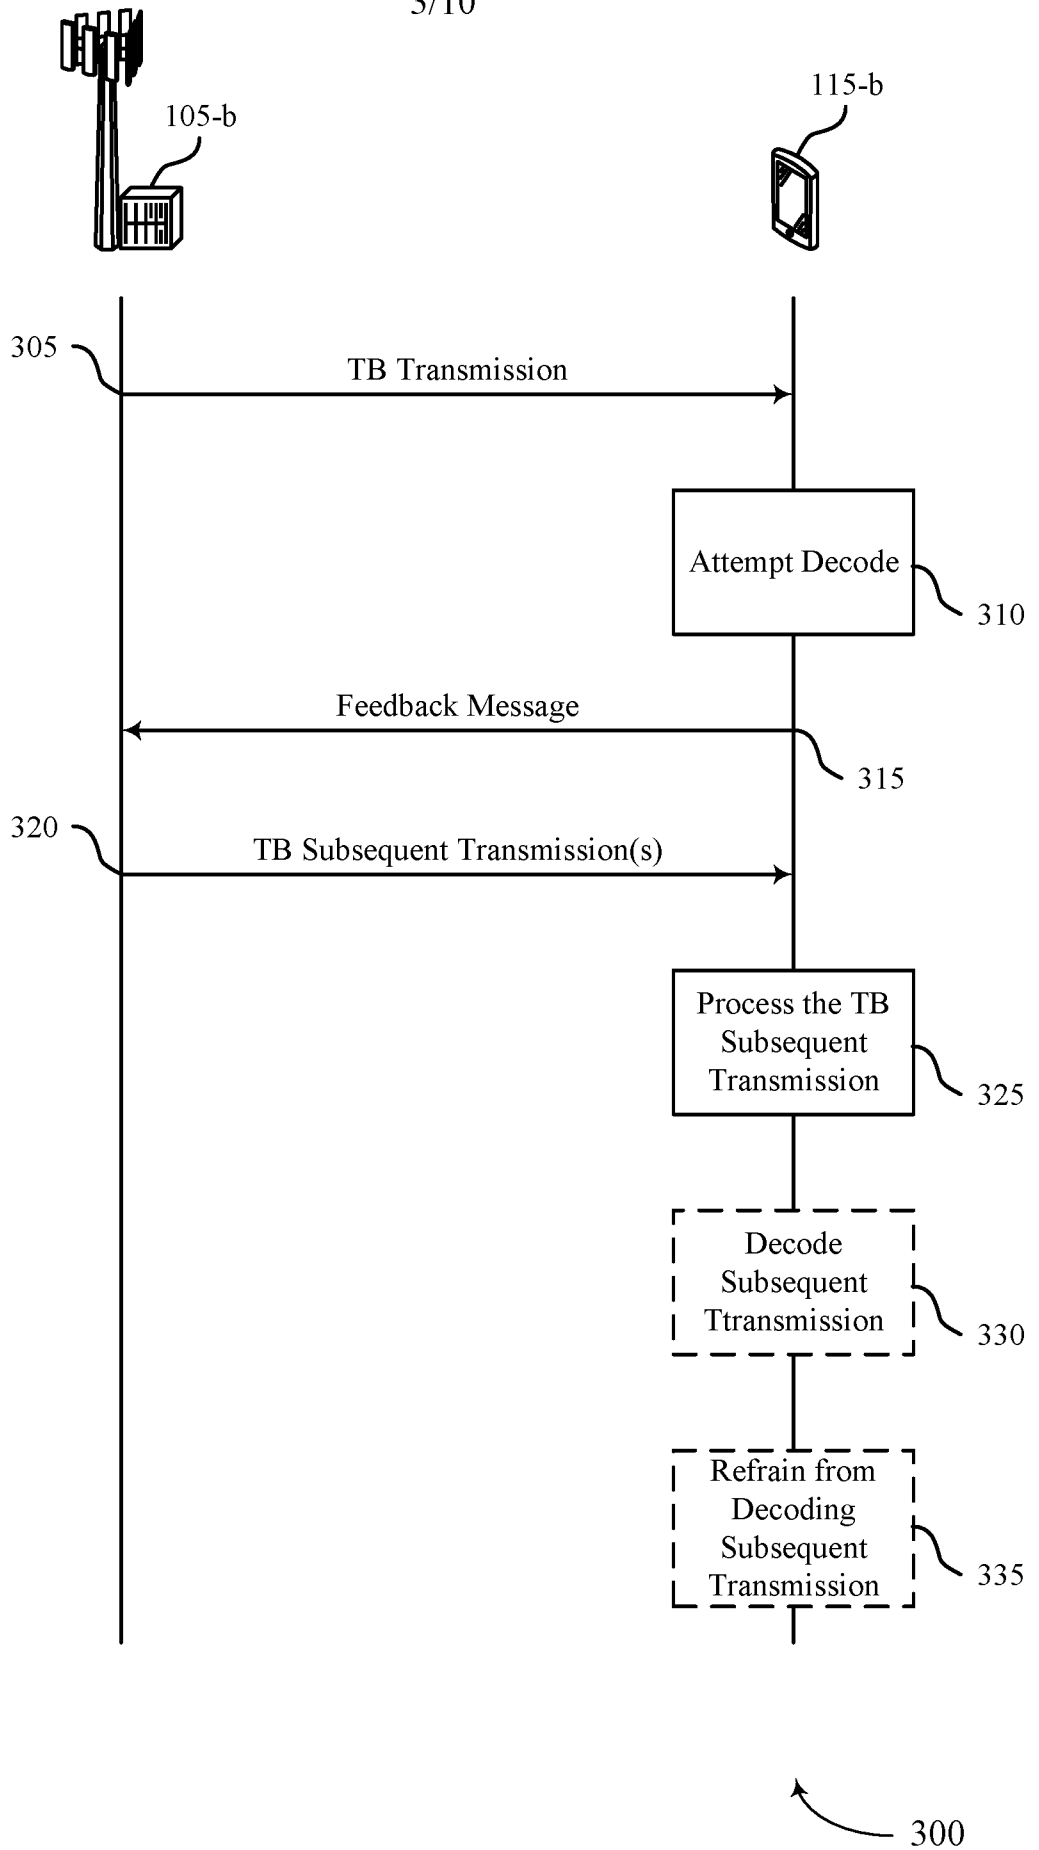 3/10
105-b
115-b
305
TB Transmission
Attempt Decode
310
Feedback Message
315
320
TB Subsequent Transmission(s)
Process the TB
Subsequent
Transmission
325
Decode
Subsequent
Ttransmission
330
Refrain from
Decoding
Subsequent
Transmission
335
300